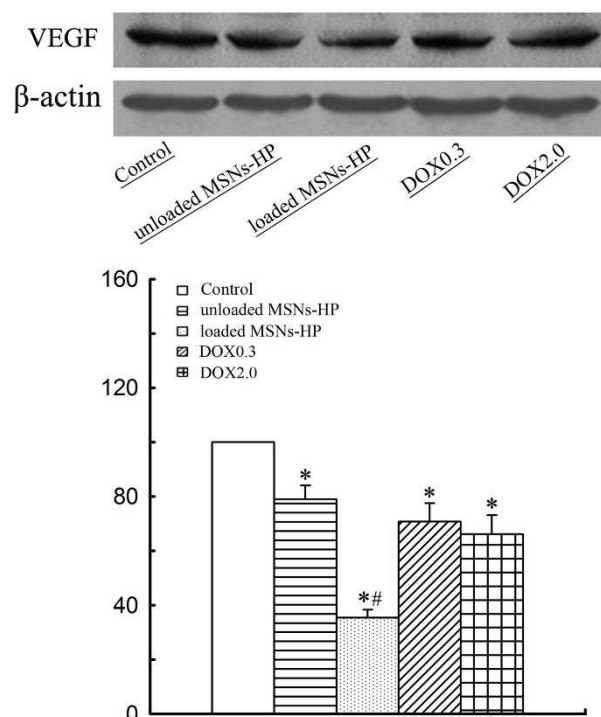 VEGF
β-actin
Control
unloaded MSNs-HP
loaded MSNs-HP
DOX0.3
DOX2.0
160
120
80
40
0
Control
unloaded MSNs-HP
loaded MSNs-HP
DOX0.3
DOX2.0
*
*#
*
*